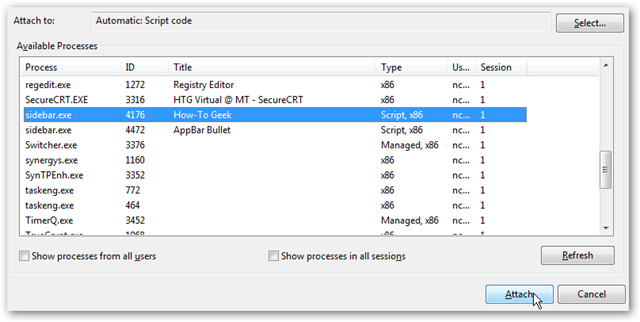 Attach to: Automatic: Script code Select...
Available Processes
Process ID Title Type Us... Session
regedit.exe 1272 Registry Editor x86 nc... 1
SecureCRT.EXE 3316 HTG Virtual @ MT - SecureCRT x86 nc... 1
sidebar.exe 4176 How-To Geek Script, x86 nc... 1
sidebar.exe 4472 AppBar Bullet Script, x86 nc... 1
Switcher.exe 3376 Managed, x86 nc... 1
synergys.exe 1160 x86 nc... 1
SynTPEnh.exe 3352 x86 nc... 1
taskeng.exe 772 x86 nc... 1
taskeng.exe 464 x86 nc... 1
TimerQ.exe 3452 Managed, x86 nc... 1
x86 nc... 1
Show processes from all users Show processes in all sessions Refresh
Attach Cancel